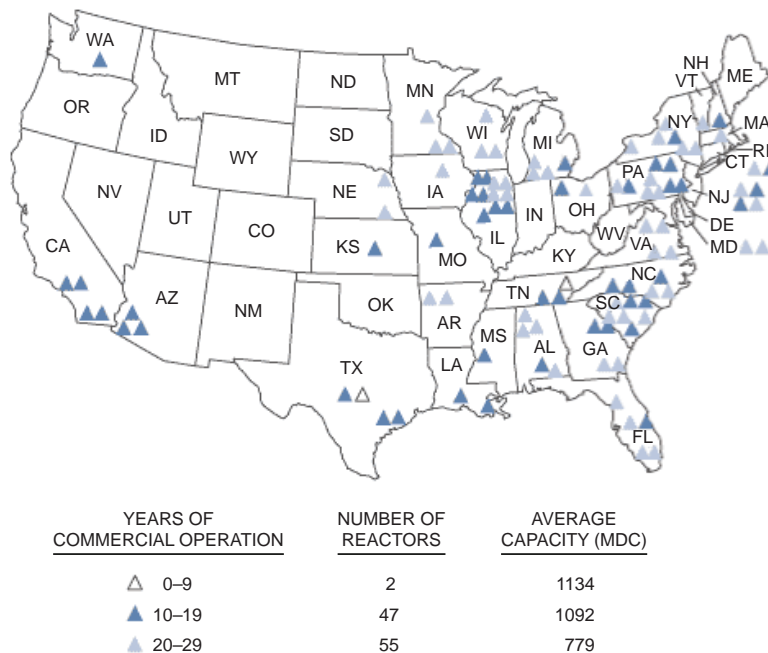 WA
MT
ND
MN
NH
VT
ME
OR
ID
SD
WI
MI
NY
MA
WY
RI
CT
PA
NJ
NV
NE
IA
OH
UT
CO
IN
IL
WV
VA
DE
MD
CA
KS
MO
KY
NC
AZ
NM
OK
TN
SC
AR
MS
AL
GA
TX
LA
FL
YEARS OF
COMMERCIAL OPERATION
NUMBER OF
REACTORS
AVERAGE
CAPACITY (MDC)
0–9 2 1134
10–19 47 1092
20–29 55 779